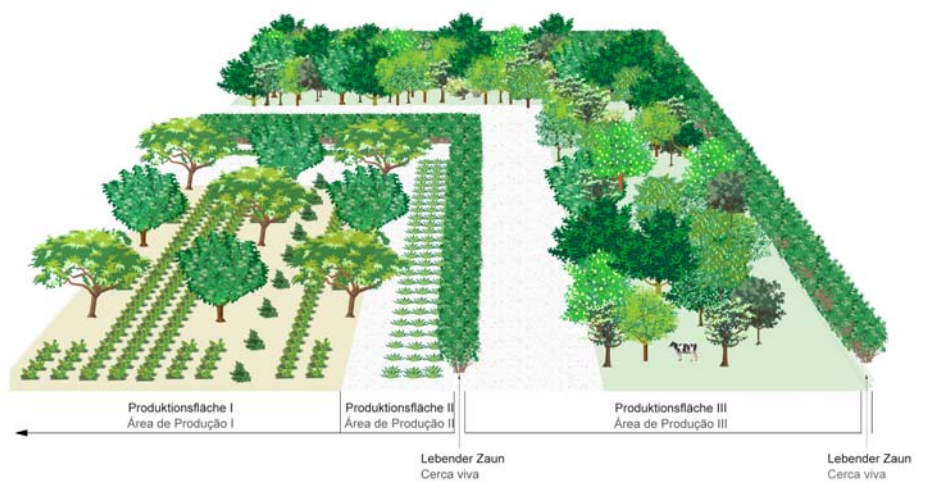 Produktionsfläche I
Área de Produção I
Produktionsfläche II
Área de Produção II
Produktionsfläche III
Área de Produção III
Lebender Zaun
Cerca viva
Lebender Zaun
Cerca viva